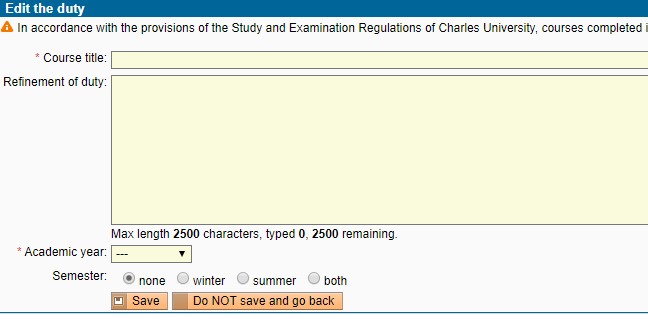 Edit the duty
In accordance with the provisions of the Study and Examination Regulations of Charles University, courses completed
* Course title:
Refinement of duty:
Max length 2500 characters, typed 0, 2500 remaining.
* Academic year: ---
Semester: none winter summer both
Save Do NOT save and go back